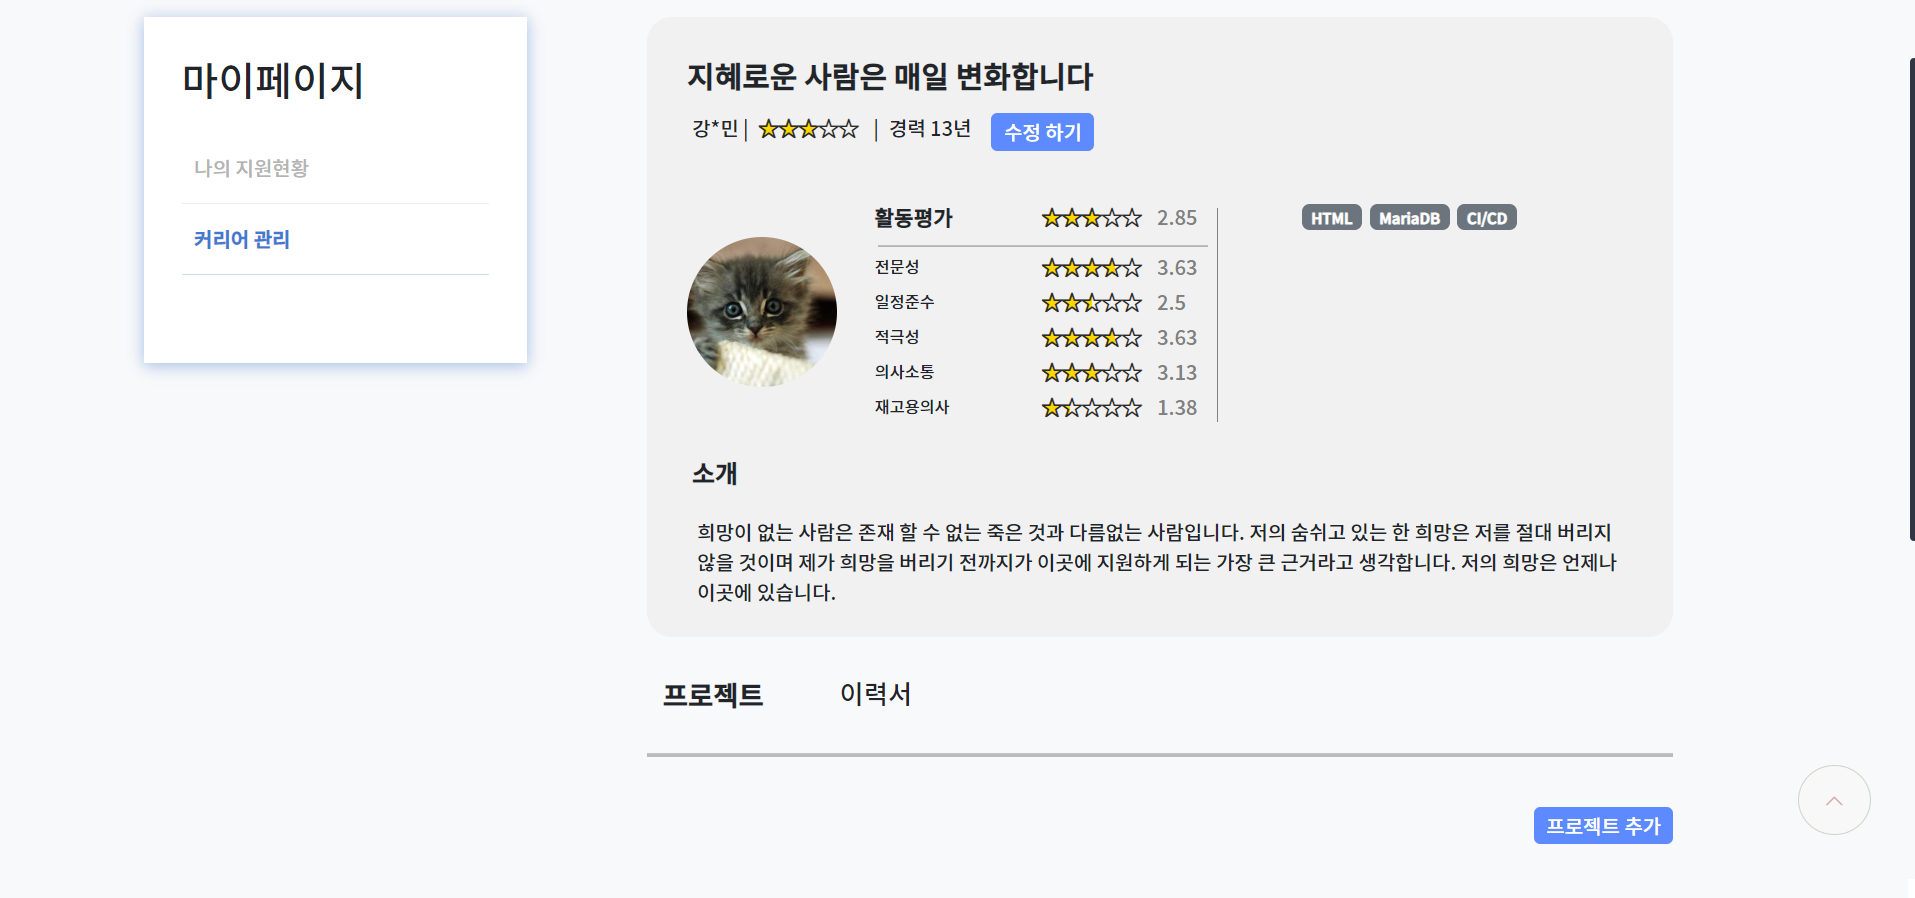 마이페이지
나의 지원현황
커리어 관리
지혜로운 사람은 매일 변화합니다
강*민 | ★★★☆☆ | 경력 13년 수정 하기
활동평가 ★★★☆☆ 2.85
전문성 3.63
일정준수 2.5
적극성 3.63
의사소통 3.13
재고용의사 1.38
HTML MariaDB CI/CD
소개
희망이 없는 사람은 존재 할 수 없는 죽은 것과 다름없는 사람입니다. 저의 숨쉬고 있는 한 희망은 저를 절대 버리지
않을 것이며 제가 희망을 버리기 전까지가 이곳에 지원하게 되는 가장 큰 근거라고 생각합니다. 저의 희망은 언제나
이곳에 있습니다.
프로젝트 이력서
프로젝트 추가